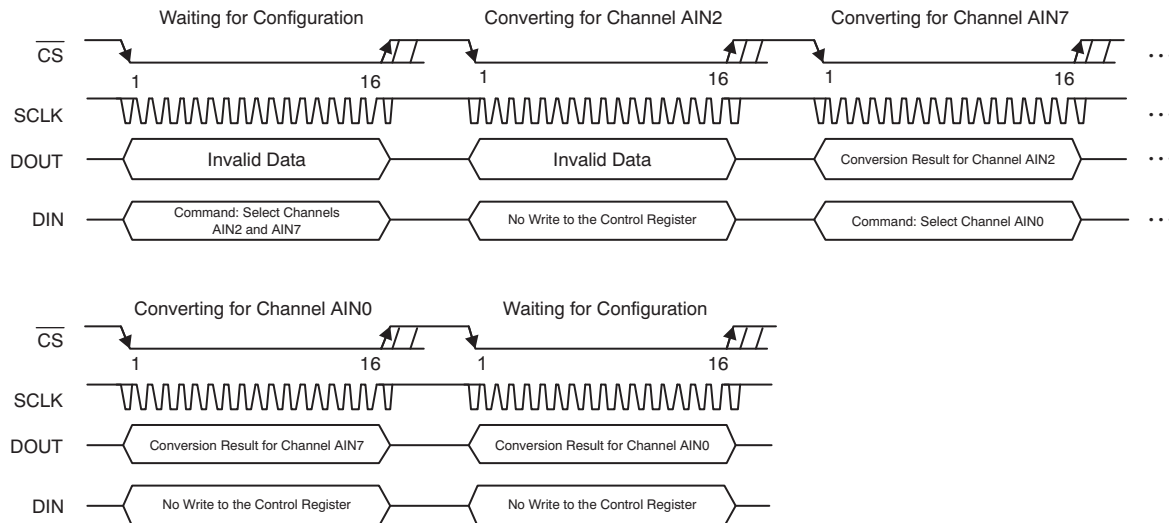 Waiting for Configuration
Converting for Channel AIN2
Converting for Channel AIN7
CS
1
16
1
16
1
16
...
SCLK
...
DOUT
Invalid Data
Invalid Data
Conversion Result for Channel AIN2
...
DIN
Command: Select Channels
AIN2 and AIN7
No Write to the Control Register
Command: Select Channel AIN0
...
Converting for Channel AIN0
Waiting for Configuration
CS
1
16
1
16
SCLK
DOUT
Conversion Result for Channel AIN7
Conversion Result for Channel AIN0
DIN
No Write to the Control Register
No Write to the Control Register